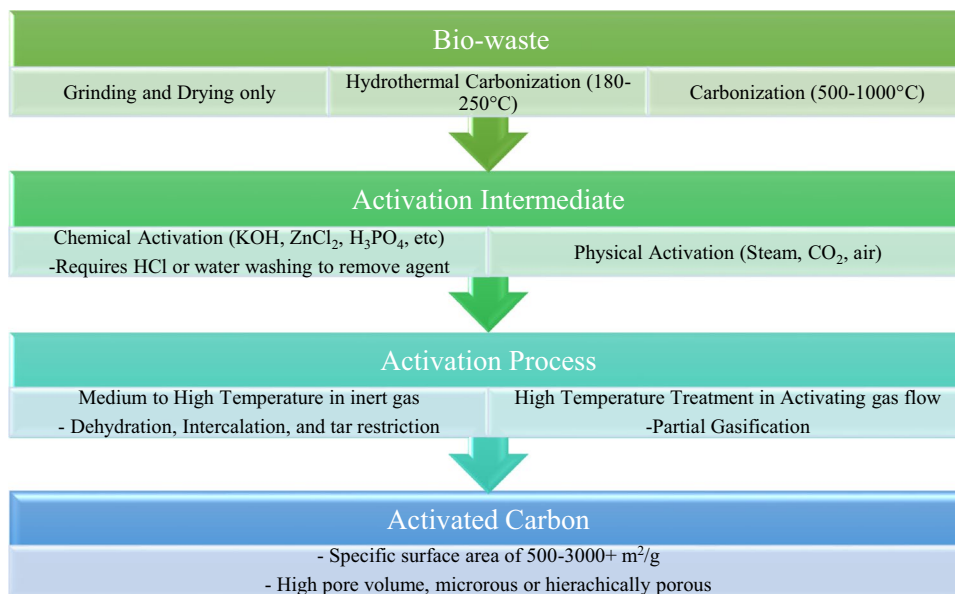 Bio-waste
Grinding and Drying only
Hydrothermal Carbonization (180-
250°C)
Carbonization (500-1000°C)
Activation Intermediate
Chemical Activation (KOH, ZnCl₂, H₃PO₄, etc)
-Requires HCl or water washing to remove agent
Physical Activation (Steam, CO₂, air)
Activation Process
Medium to High Temperature in inert gas
- Dehydration, Intercalation, and tar restriction
High Temperature Treatment in Activating gas flow
-Partial Gasification
Activated Carbon
- Specific surface area of 500-3000+ m²/g
- High pore volume, microrous or hierachically porous